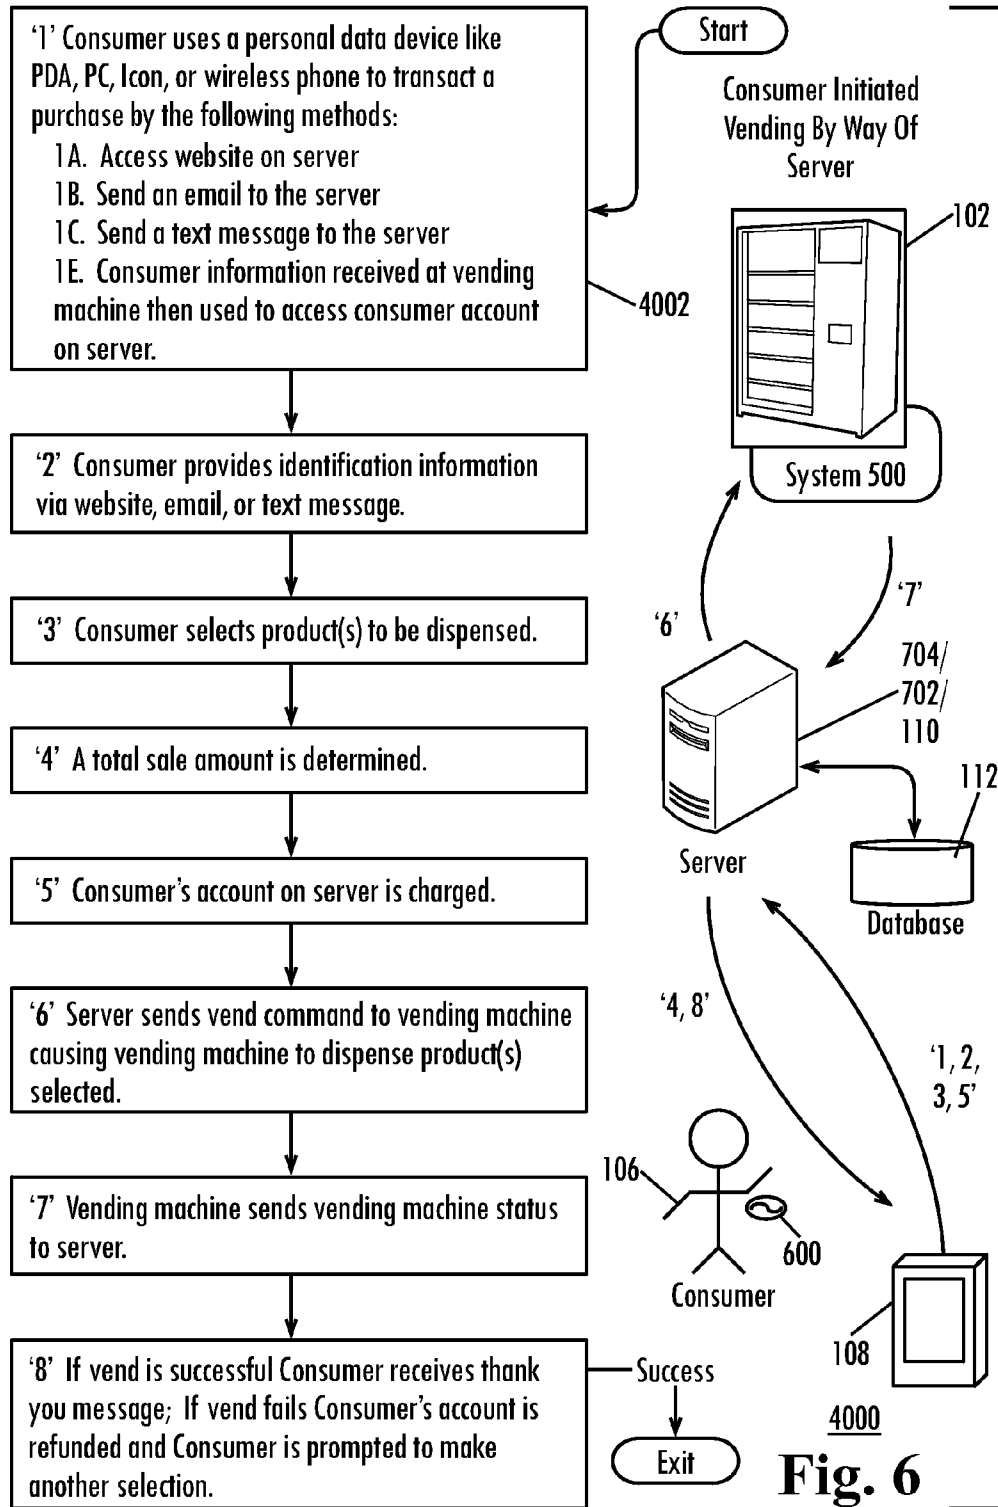 ‘1’ Consumer uses a personal data device like
PDA, PC, Icon, or wireless phone to transact a
purchase by the following methods:
1A. Access website on server
1B. Send an email to the server
1C. Send a text message to the server
1E. Consumer information received at vending
machine then used to access consumer account
on server.
Start
4002
Consumer Initiated
Vending By Way Of
Server
102
System 500
‘2’ Consumer provides identification information
via website, email, or text message.
‘3’ Consumer selects product(s) to be dispensed.
‘6’
‘7’
704/
702/
110
‘4’ A total sale amount is determined.
112
Server
Database
‘5’ Consumer’s account on server is charged.
‘6’ Server sends vend command to vending machine
causing vending machine to dispense product(s)
selected.
‘4, 8’
‘1, 2,
3, 5’
‘7’ Vending machine sends vending machine status
to server.
106
600
Consumer
108
‘8’ If vend is successful Consumer receives thank
you message; If vend fails Consumer’s account is
refunded and Consumer is prompted to make
another selection.
Success
Exit
4000
Fig. 6